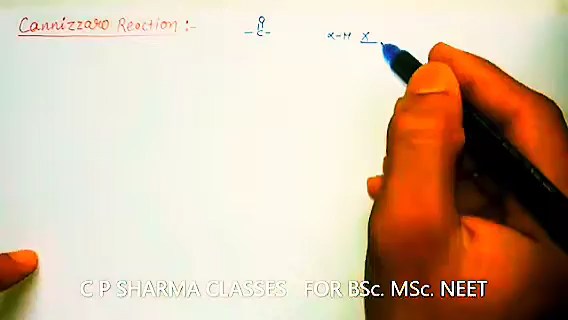 Cannizzaro Reaction :-
O
-C-
α-H X
C P SHARMA CLASSES FOR BSc. MSc. NEET